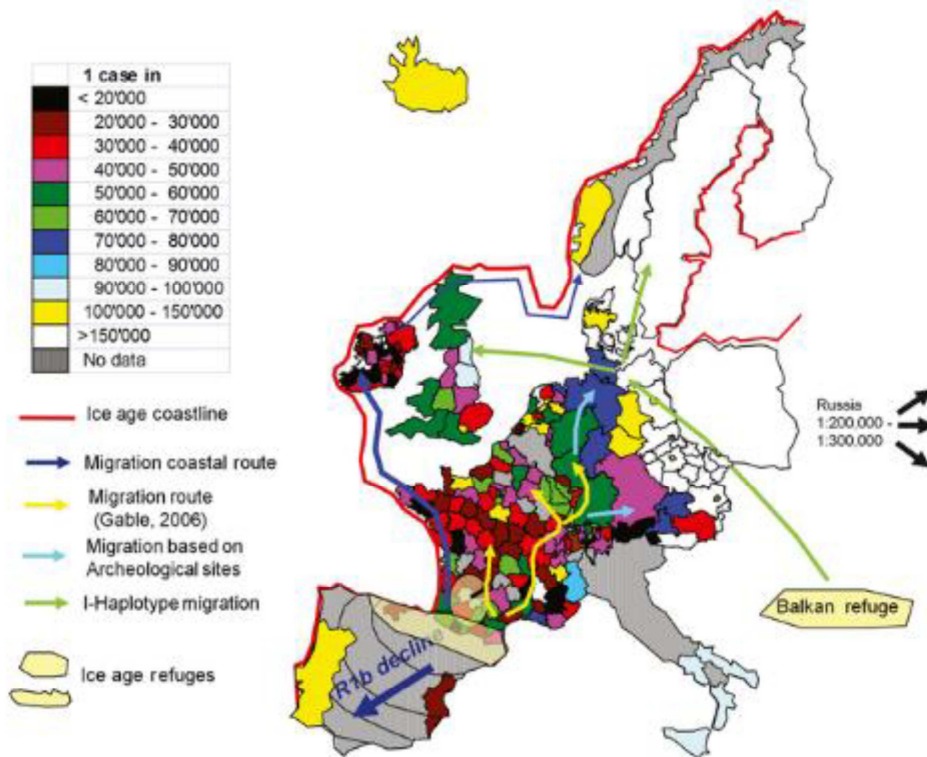 1 case in
< 20'000
20'000 - 30'000
30'000 - 40'000
40'000 - 50'000
50'000 - 60'000
60'000 - 70'000
70'000 - 80'000
80'000 - 90'000
90'000 - 100'000
100'000 - 150'000
>150'000
No data
Ice age coastline
Migration coastal route
Migration route
(Gable, 2006)
Migration based on
Archeological sites
I-Haplotype migration
Ice age refuges
Russia
1:200.000 -
1:300.000
Balkan refuge
R1b decline